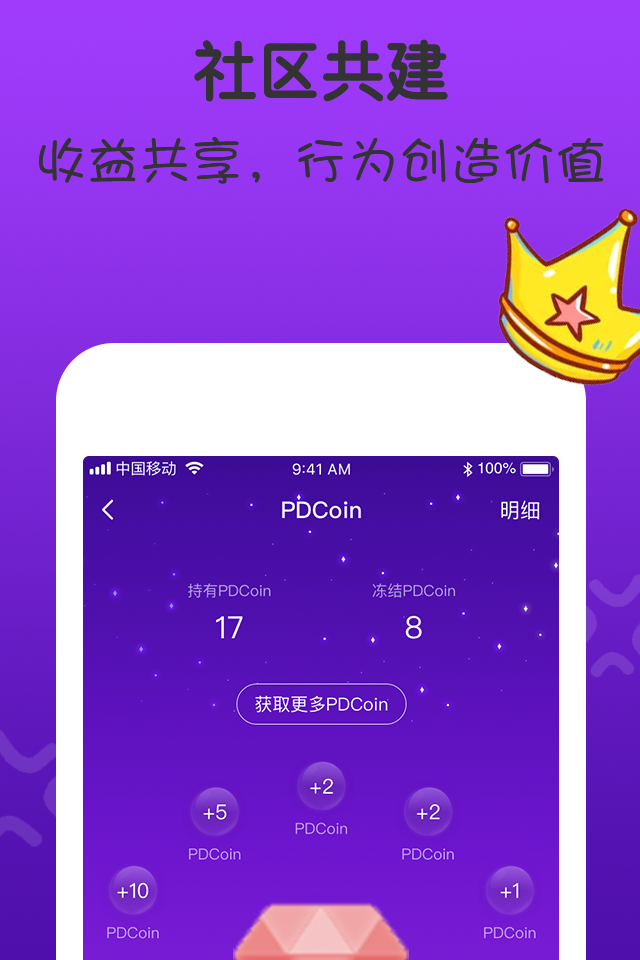 社区共建
收益共享，行为创造价值
中国移动 9:41 AM 100%
PDCoin 明细
持有PDCoin 冻结PDCoin
17 8
获取更多PDCoin
+2
PDCoin
+5 +2
PDCoin PDCoin
+10 +1
PDCoin PDCoin